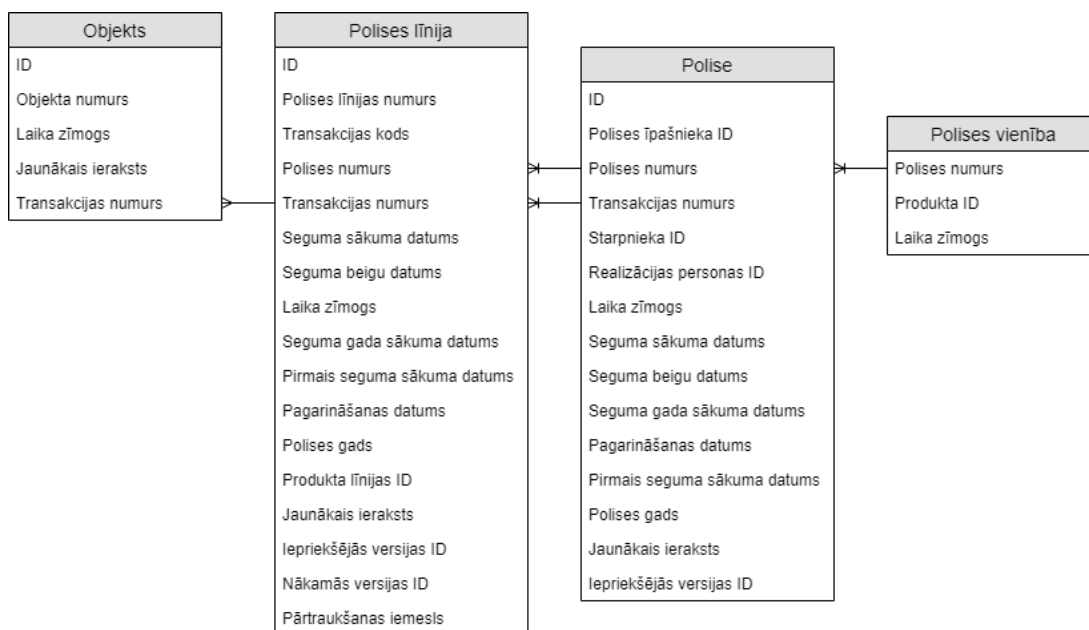 Objekts
ID
Objekta numurs
Laika zīmogs
Jaunākais ieraksts
Transakcijas numurs
Polises līnija
ID
Polises līnijas numurs
Transakcijas kods
Polises numurs
Transakcijas numurs
Seguma sākuma datums
Seguma beigu datums
Laika zīmogs
Seguma gada sākuma datums
Pirmais seguma sākuma datums
Pagarināšanas datums
Polises gads
Produkta līnijas ID
Jaunākais ieraksts
Iepriekšējās versijas ID
Nākamās versijas ID
Pārtraukšanas iemesls
Polise
ID
Polises īpašnieka ID
Polises numurs
Transakcijas numurs
Starpnieka ID
Realizācijas personas ID
Laika zīmogs
Seguma sākuma datums
Seguma beigu datums
Seguma gada sākuma datums
Pagarināšanas datums
Pirmais seguma sākuma datums
Polises gads
Jaunākais ieraksts
Iepriekšējās versijas ID
Polises vienība
Polises numurs
Produkta ID
Laika zīmogs